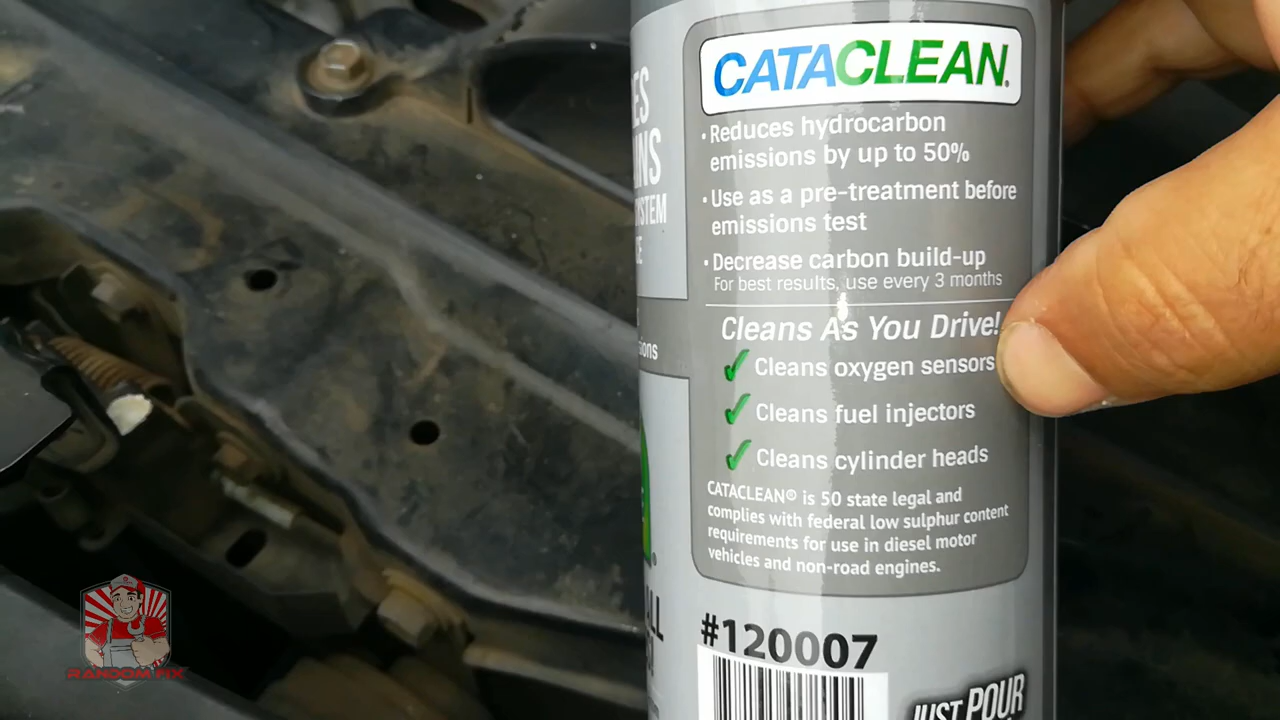 CATACLEAN®
• Reduces hydrocarbon
emissions by up to 50%
• Use as a pre-treatment before
emissions test
• Decrease carbon build-up
For best results, use every 3 months
Cleans As You Drive!
✓ Cleans oxygen sensors
✓ Cleans fuel injectors
✓ Cleans cylinder heads
CATACLEAN® is 50 state legal and
complies with federal low sulphur content
requirements for use in diesel motor
vehicles and non-road engines.
#120007
JUST POUR
RANDOM FIX